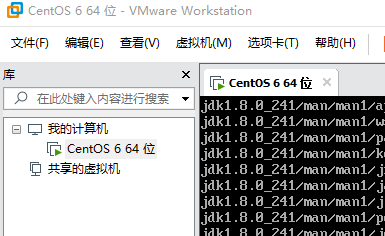 CentOS 6 64 位 - VMware Workstation
文件(F) 编辑(E) 查看(V) 虚拟机(M) 选项卡(T) 帮助(H)
库
在此处键入内容进行搜索
我的计算机
CentOS 6 64 位
共享的虚拟机
CentOS 6 64 位
jdk1.8.0_241/man/man1/
jdk1.8.0_241/man/man1/
jdk1.8.0_241/man/man1/
jdk1.8.0_241/man/man1/
jdk1.8.0_241/man/man1/
jdk1.8.0_241/man/man1/
jdk1.8.0_241/man/man1/
jdk1.8.0_241/man/man1/